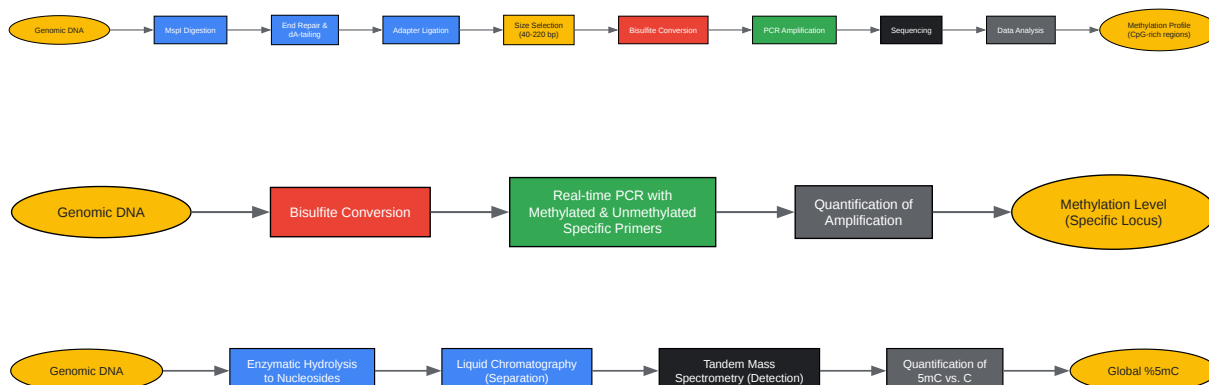 Genomic DNA
MspI Digestion
End Repair &
dA-tailing
Adapter Ligation
Size Selection
(40-220 bp)
Bisulfite Conversion
PCR Amplification
Sequencing
Data Analysis
Methylation Profile
(CpG-rich regions)
Genomic DNA
Bisulfite Conversion
Real-time PCR with
Methylated & Unmethylated
Specific Primers
Quantification of
Amplification
Methylation Level
(Specific Locus)
Genomic DNA
Enzymatic Hydrolysis
to Nucleosides
Liquid Chromatography
(Separation)
Tandem Mass
Spectrometry (Detection)
Quantification of
5mC vs. C
Global %5mC